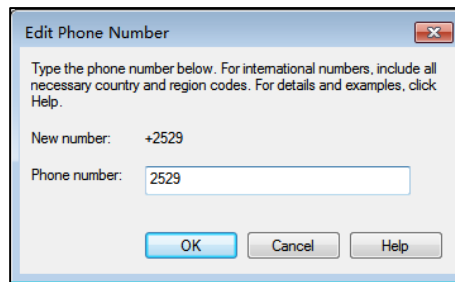 Edit Phone Number
Type the phone number below. For international numbers, include all
necessary country and region codes. For details and examples, click
Help.
New number: +2529
Phone number: 2529
OK Cancel Help